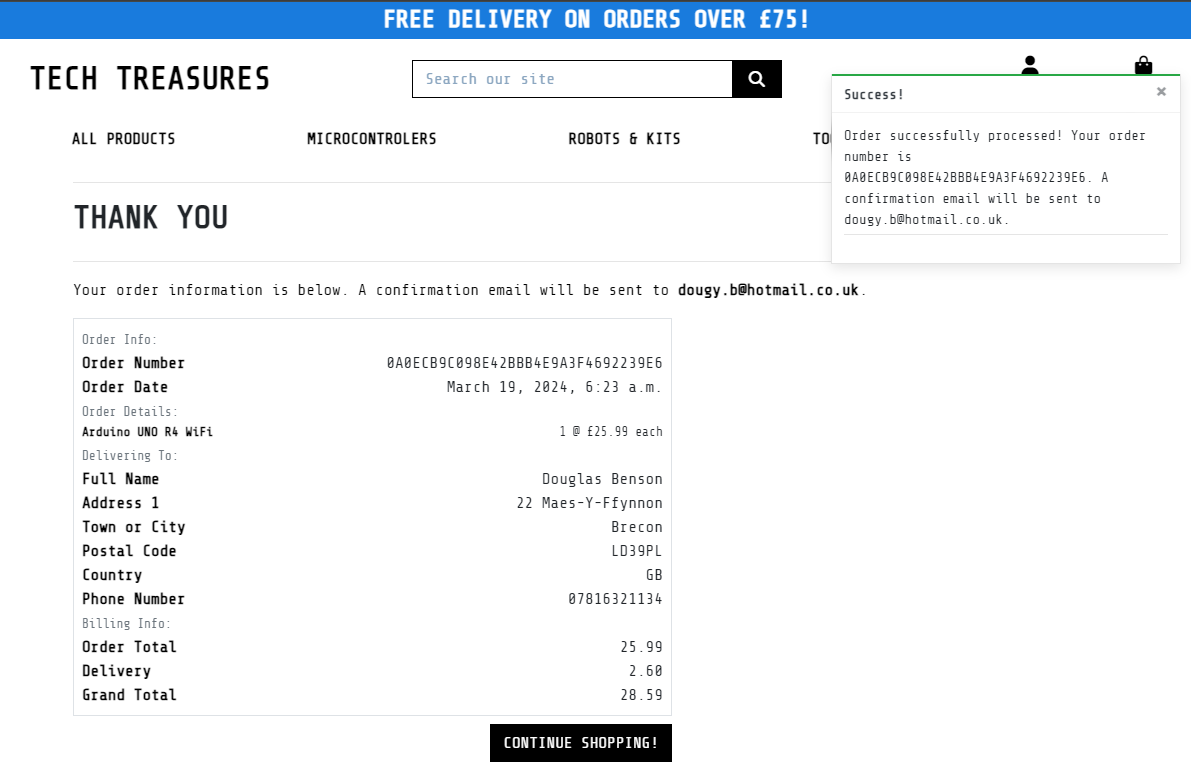 FREE DELIVERY ON ORDERS OVER £75!
TECH TREASURES
Search our site
ALL PRODUCTS
MICROCONTROLERS
ROBOTS & KITS
Success!
×
Order successfully processed! Your order
number is
0A0ECB9C098E42BBB4E9A3F4692239E6. A
confirmation email will be sent to
dougy.b@hotmail.co.uk.
THANK YOU
Your order information is below. A confirmation email will be sent to dougy.b@hotmail.co.uk.
Order Info:
Order Number 0A0ECB9C098E42BBB4E9A3F4692239E6
Order Date March 19, 2024, 6:23 a.m.
Order Details:
Arduino UNO R4 WiFi 1 @ £25.99 each
Delivering To:
Full Name Douglas Benson
Address 1 22 Maes-Y-Ffynnon
Town or City Brecon
Postal Code LD39PL
Country GB
Phone Number 07816321134
Billing Info:
Order Total 25.99
Delivery 2.60
Grand Total 28.59
CONTINUE SHOPPING!